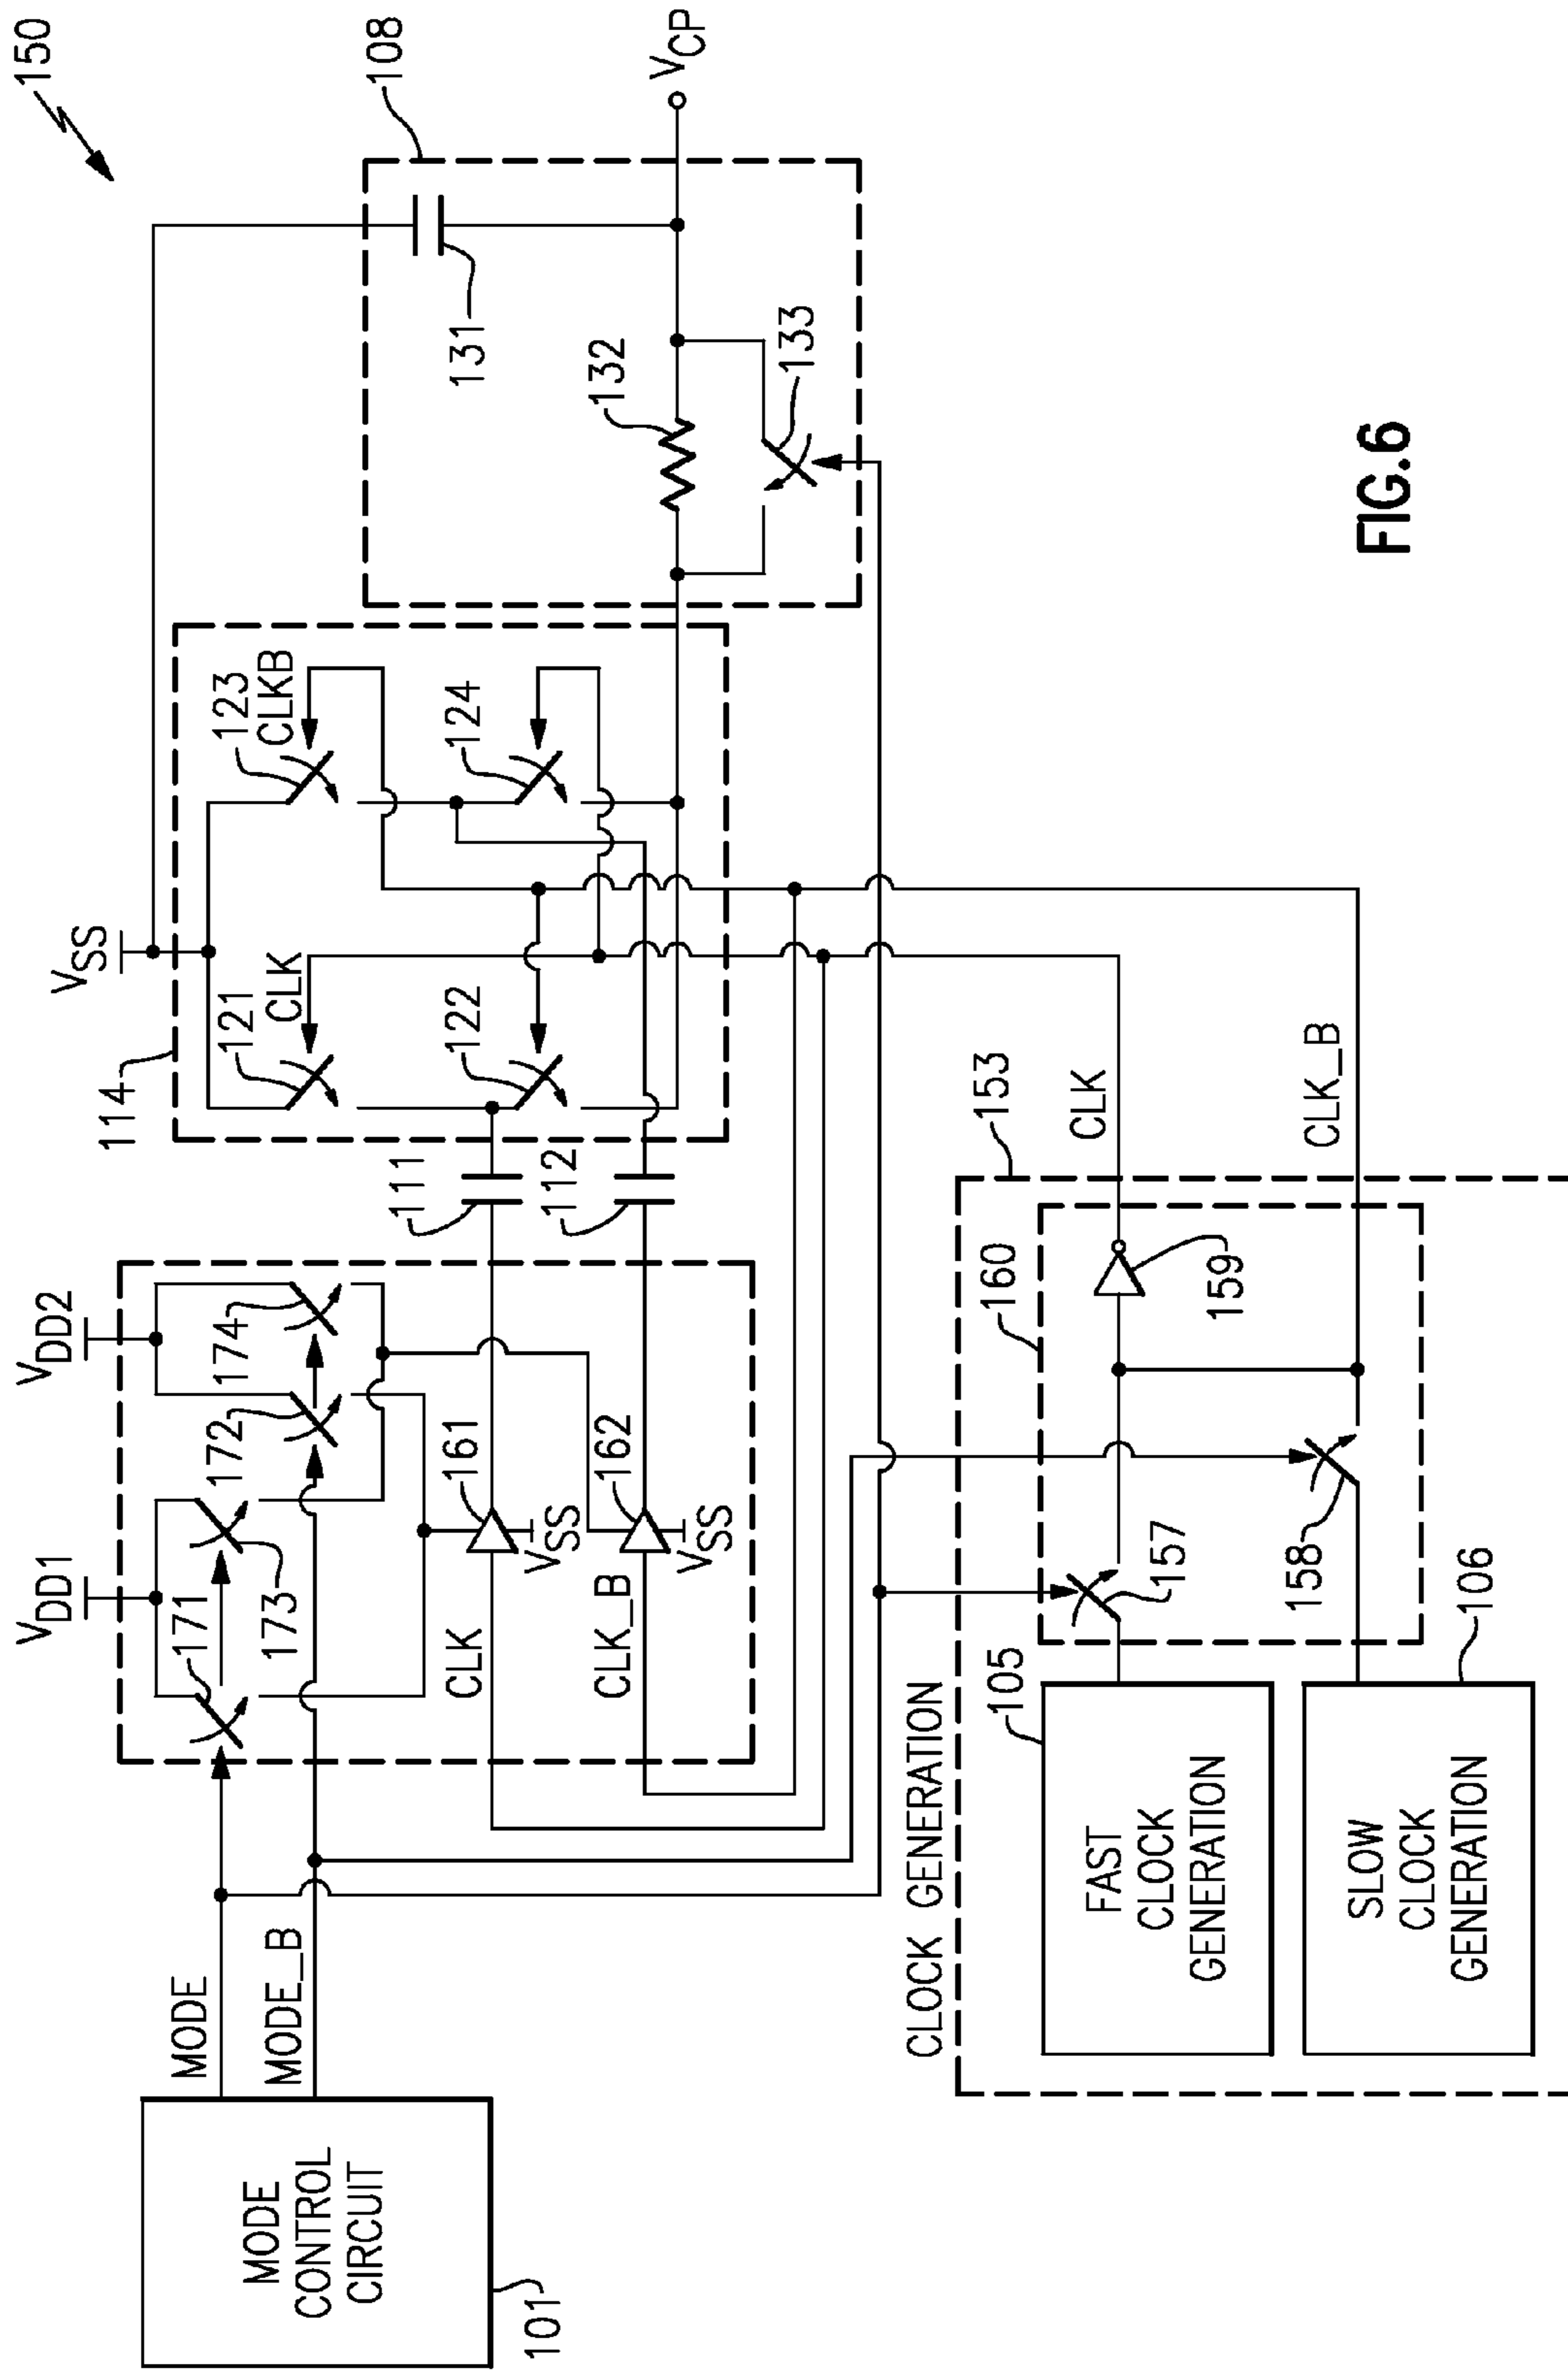 150
MODE
CONTROL
CIRCUIT
101
MODE
MODE_B
VDD1
VDD2
171
173
172
174
CLK
CLK_B
161
162
VSS
VSS
111
112
114
VSS
121
CLK
122
123
CLKB
124
108
131
132
133
VCP
CLOCK GENERATION
105
FAST
CLOCK
GENERATION
SLOW
CLOCK
GENERATION
106
157
158
160
159
153
CLK
CLK_B
FIG.6